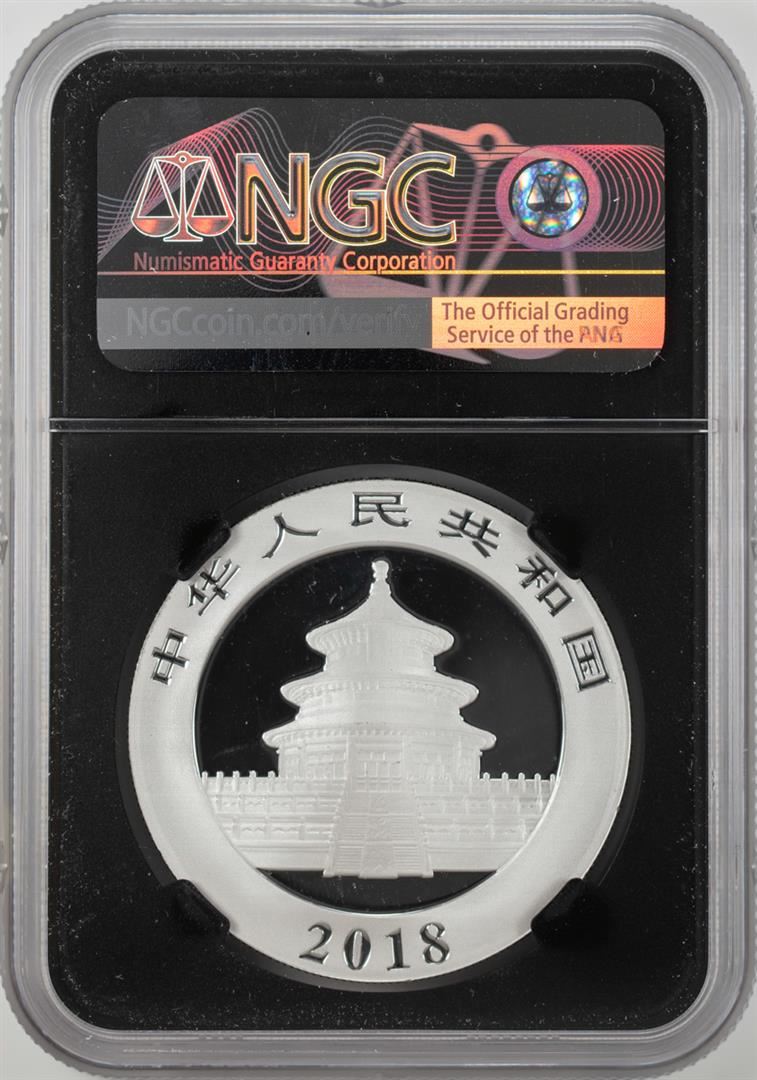 NGC
Numismatic Guaranty Corporation
NGCcoin.com/verify
The Official Grading
Service of the ANA
中华人民共和国
2018